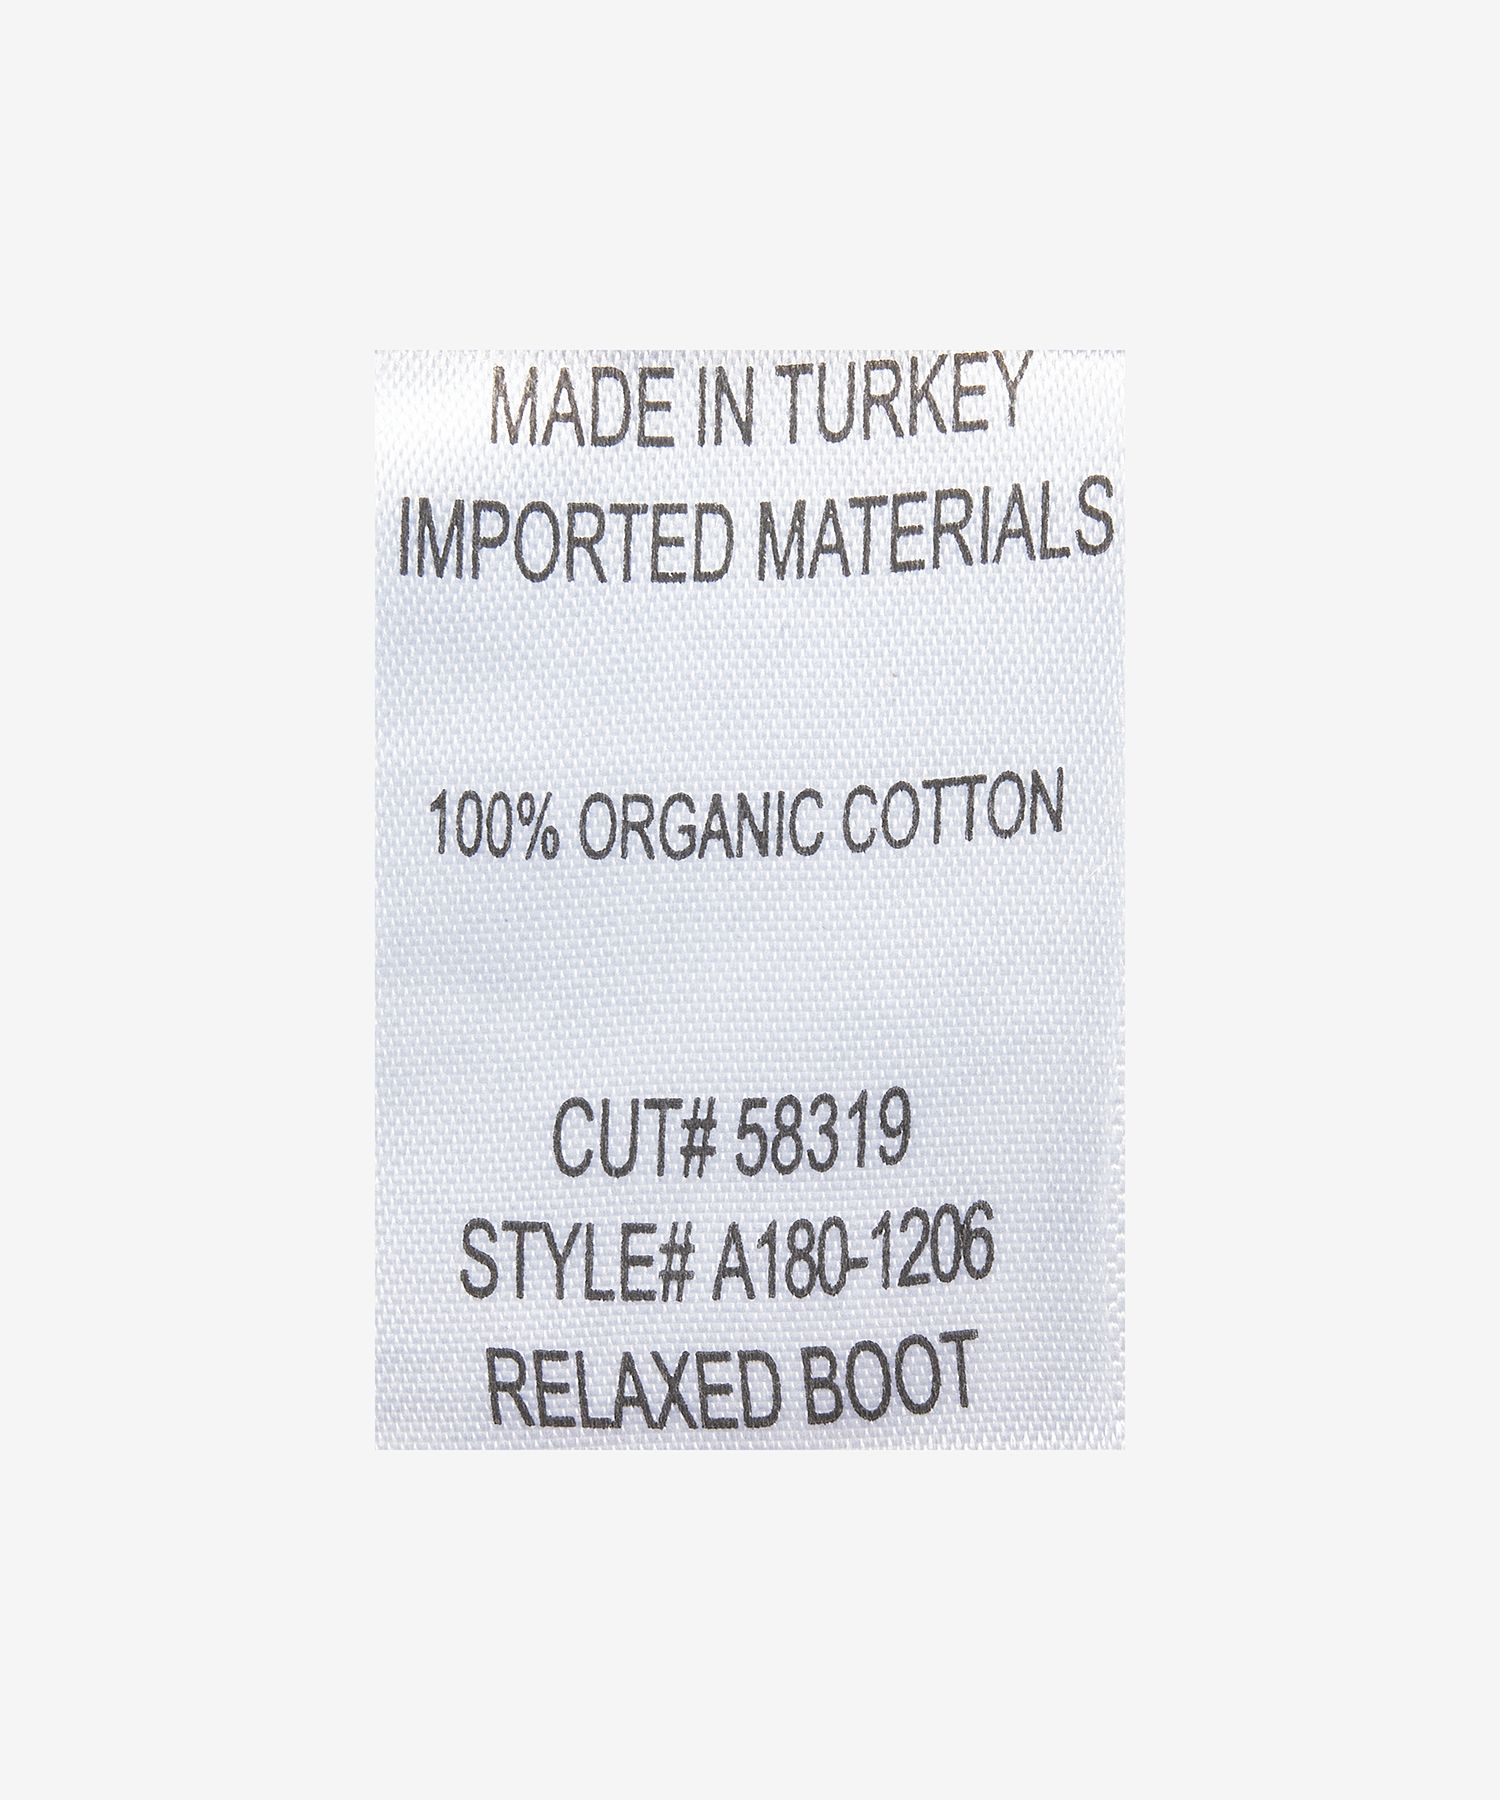 MADE IN TURKEY
IMPORTED MATERIALS
100% ORGANIC COTTON
CUT# 58319
STYLE# A180-1206
RELAXED BOOT